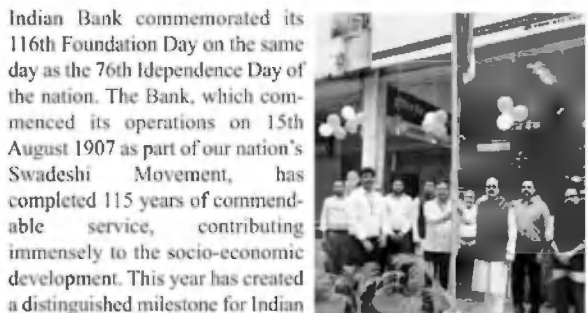 Indian Bank commemorated its
116th Foundation Day on the same
day as the 76th Idependence Day of
the nation. The Bank, which com-
menced its operations on 15th
August 1907 as part of our nation's
Swadeshi Movement, has
completed 115 years of commend-
able service, contributing
immensely to the socio-economic
development. This year has created
a distinguished milestone for Indian